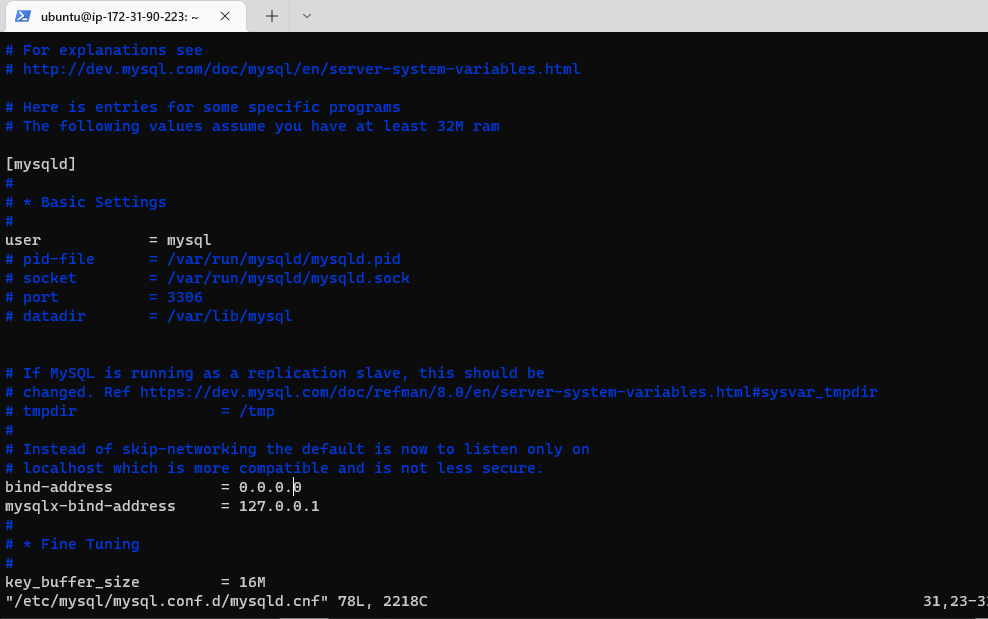 ubuntu@ip-172-31-90-223: ~
# For explanations see
# http://dev.mysql.com/doc/mysql/en/server-system-variables.html
# Here is entries for some specific programs
# The following values assume you have at least 32M ram
[mysqld]
#
# * Basic Settings
#
user = mysql
# pid-file = /var/run/mysqld/mysqld.pid
# socket = /var/run/mysqld/mysqld.sock
# port = 3306
# datadir = /var/lib/mysql
# If MySQL is running as a replication slave, this should be
# changed. Ref https://dev.mysql.com/doc/refman/8.0/en/server-system-variables.html#sysvar_tmpdir
# tmpdir = /tmp
#
# Instead of skip-networking the default is now to listen only on
# localhost which is more compatible and is not less secure.
bind-address = 0.0.0.0
mysqlx-bind-address = 127.0.0.1
#
# * Fine Tuning
#
key_buffer_size = 16M
"/etc/mysql/mysql.conf.d/mysqld.cnf" 78L, 2218C 31,23-3